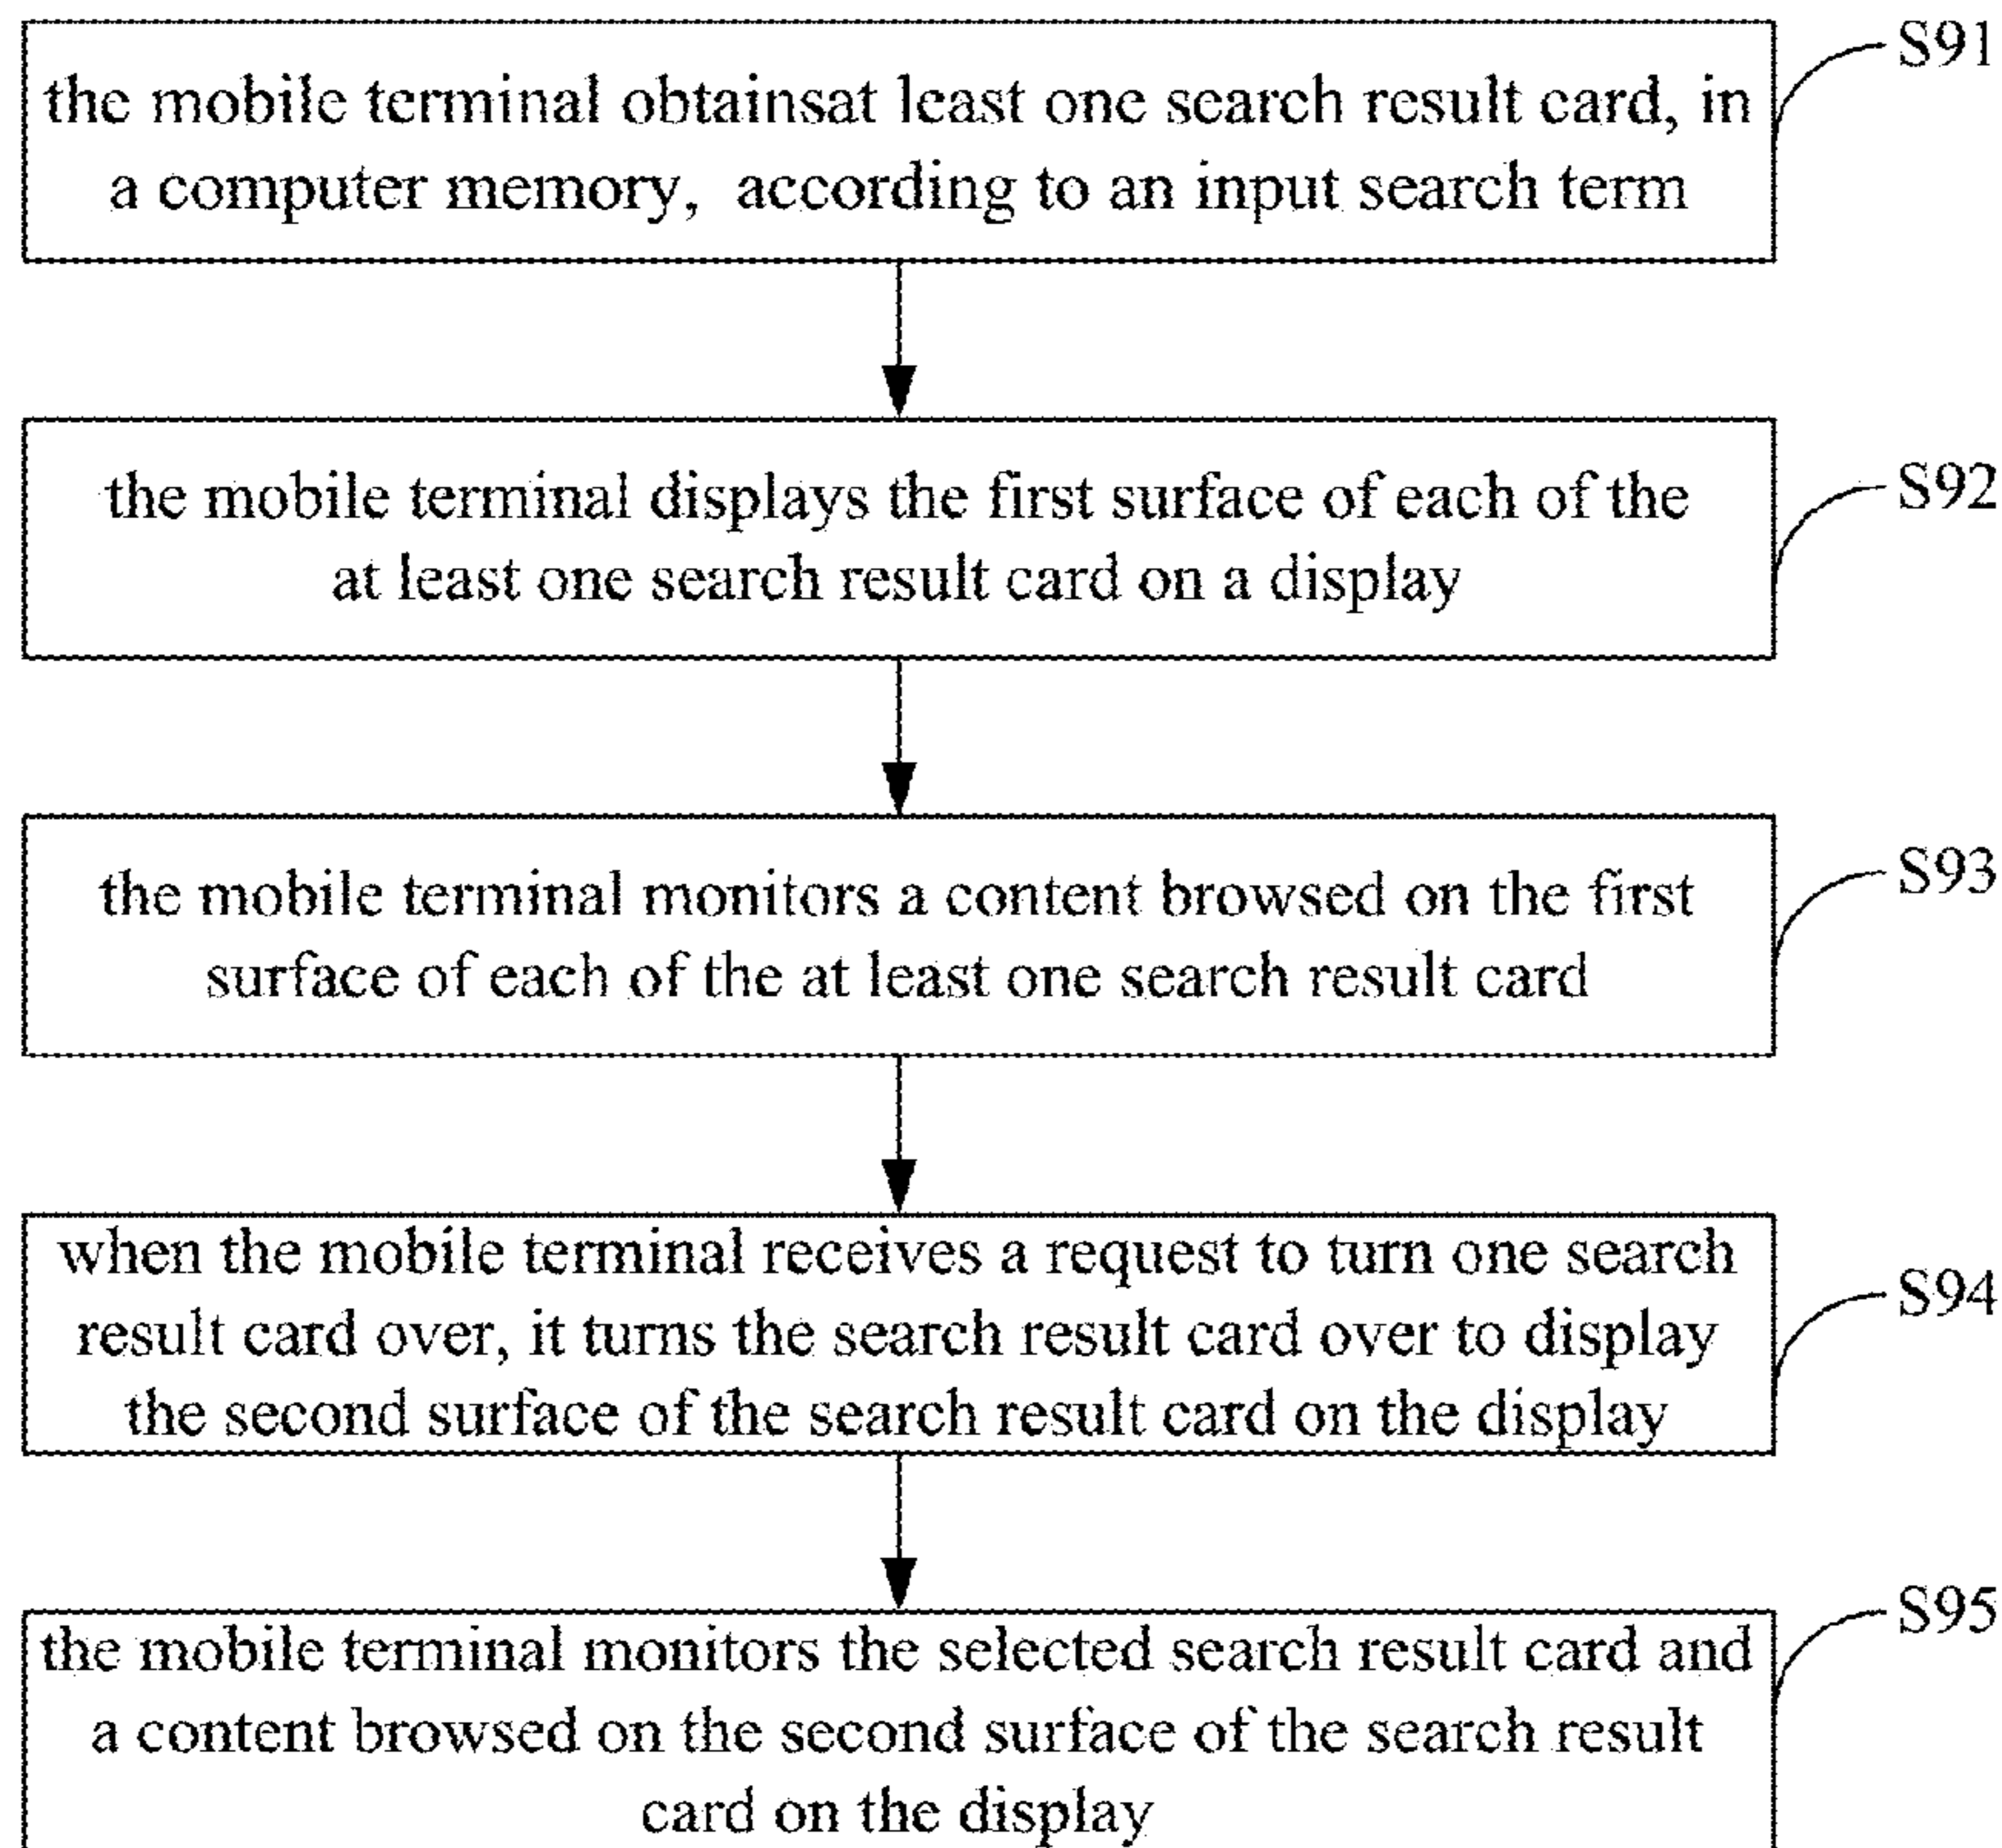 the mobile terminal obtainsat least one search result card, in
a computer memory, according to an input search term
S91
the mobile terminal displays the first surface of each of the
at least one search result card on a display
S92
the mobile terminal monitors a content browsed on the first
surface of each of the at least one search result card
S93
when the mobile terminal receives a request to turn one search
result card over, it turns the search result card over to display
the second surface of the search result card on the display
S94
the mobile terminal monitors the selected search result card and
a content browsed on the second surface of the search result
card on the display
S95